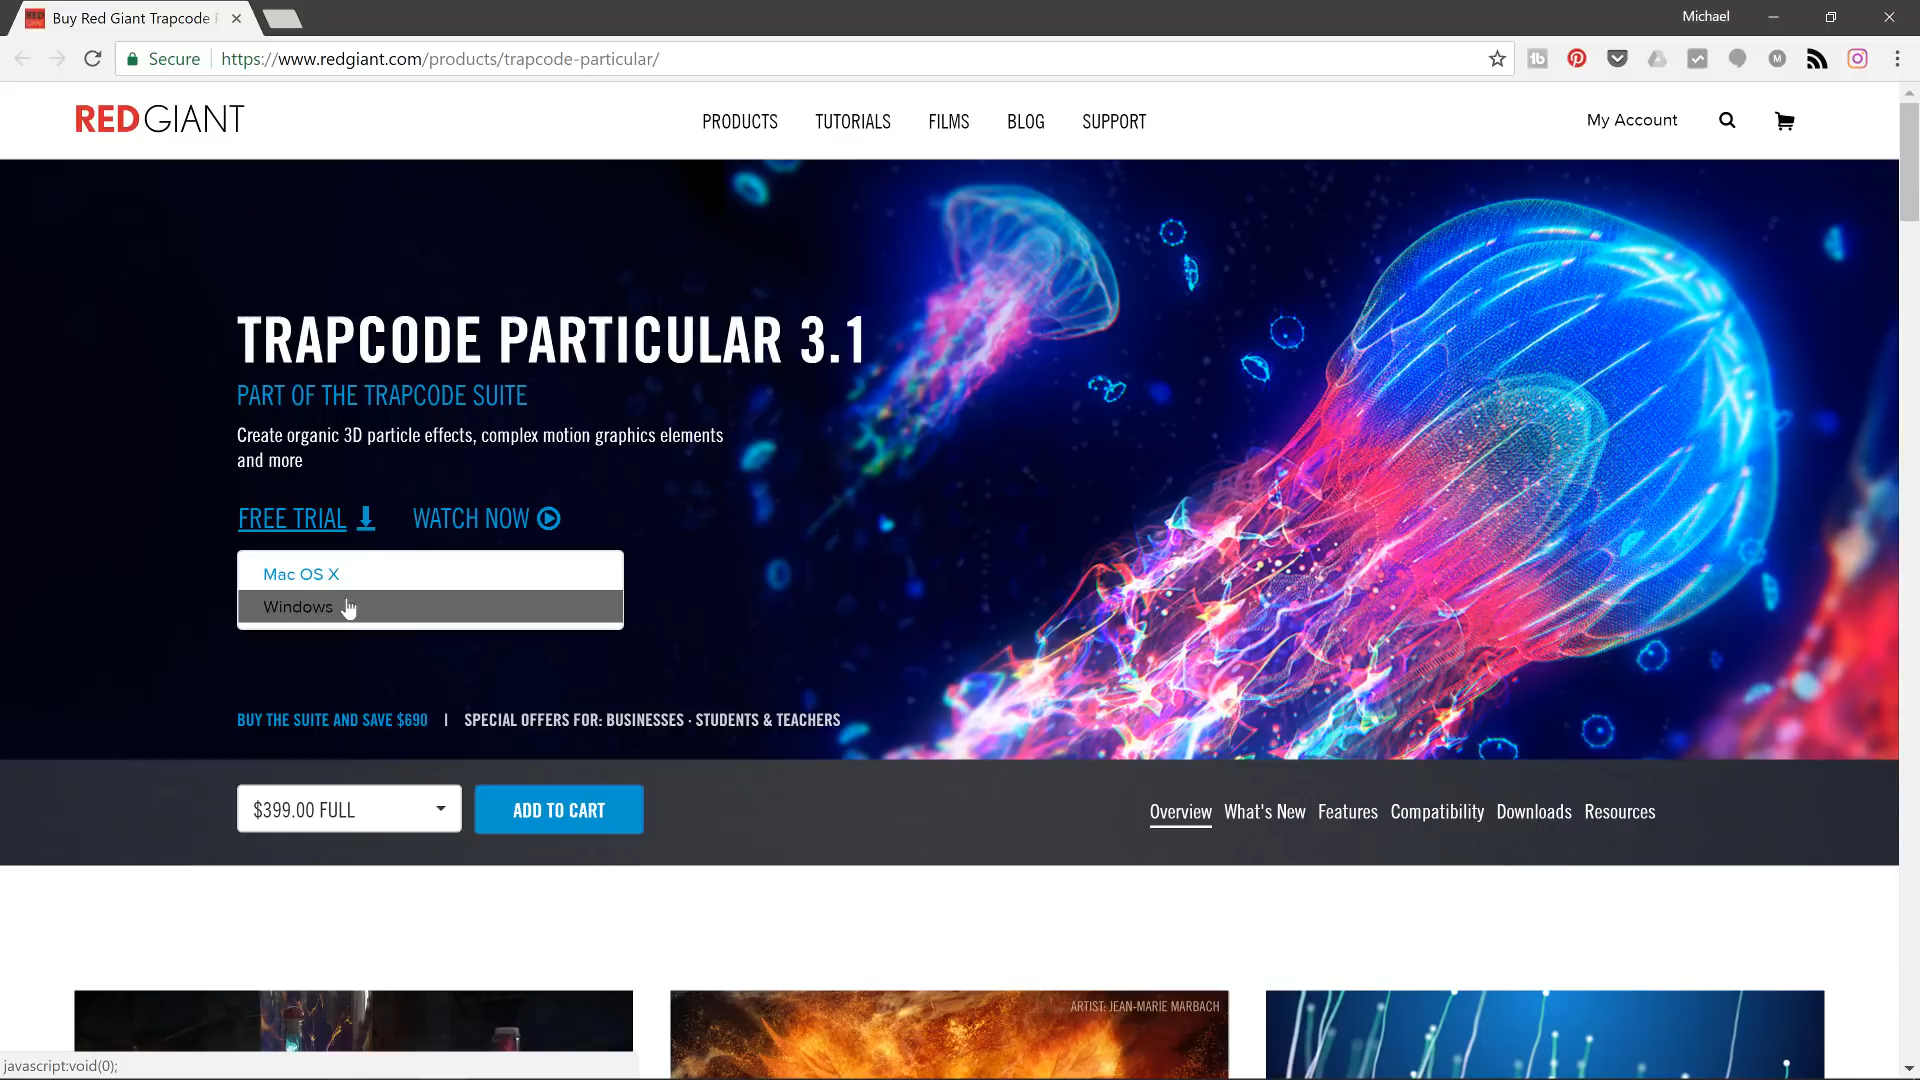 Buy Red Giant Trapcode
Michael
Secure
https://www.redgiant.com/products/trapcode-particular/
REDGIANT
PRODUCTS
TUTORIALS
FILMS
BLOG
SUPPORT
My Account
TRAPCODE PARTICULAR 3.1
PART OF THE TRAPCODE SUITE
Create organic 3D particle effects, complex motion graphics elements
and more
FREE TRIAL
WATCH NOW
Mac OS X
Windows
BUY THE SUITE AND SAVE $690 | SPECIAL OFFERS FOR: BUSINESSES · STUDENTS & TEACHERS
$399.00 FULL
ADD TO CART
Overview
What's New
Features
Compatibility
Downloads
Resources
ARTIST: JEAN-MARIE MARBACH
javascript:void(0);